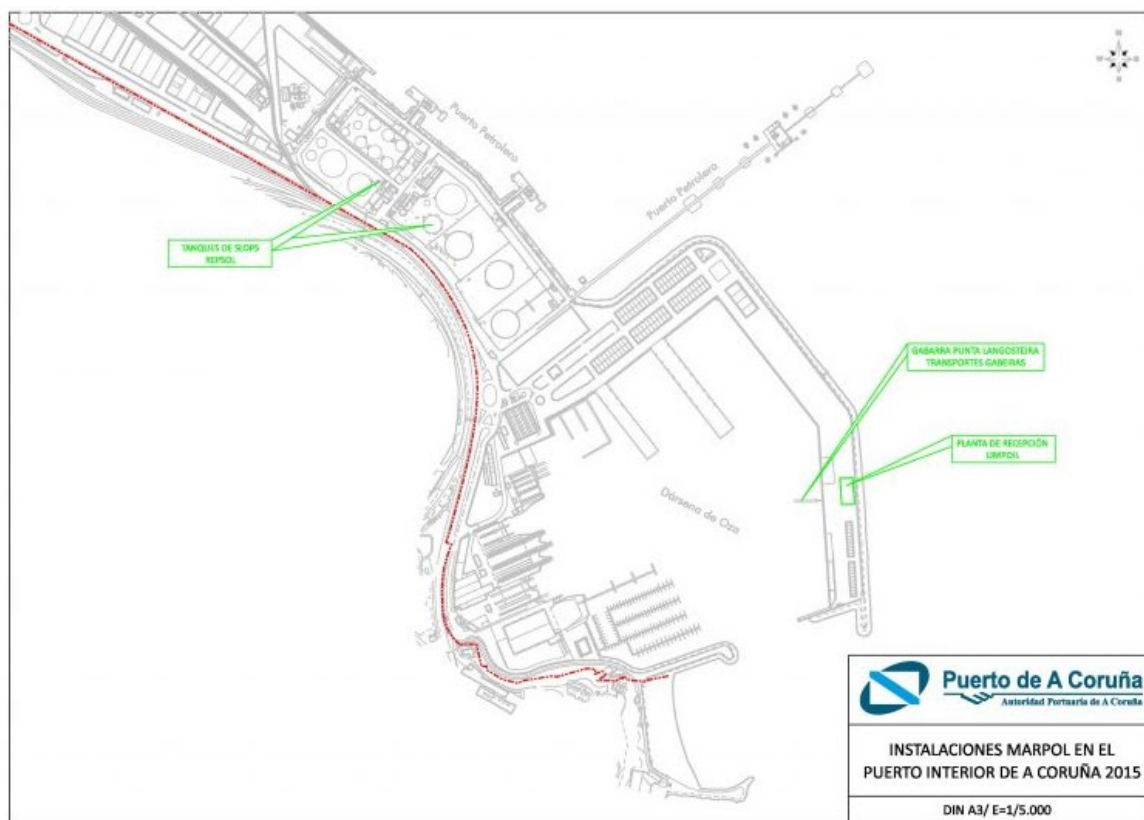 N
W
E
S
Puerto Petrolero
Puerto Petrolero
TANQUES DE SLOPS
REPSOL
GABARRA PUNTA LANGOSTEIRA
TRANSPORTES GABEIRAS
PLANTA DE RECEPCIÓN
LIMPOIL
Dársena de Oza
Puerto de A Coruña
Autoridad Portuaria de A Coruña
INSTALACIONES MARPOL EN EL
PUERTO INTERIOR DE A CORUÑA 2015
DIN A3/ E=1/5.000